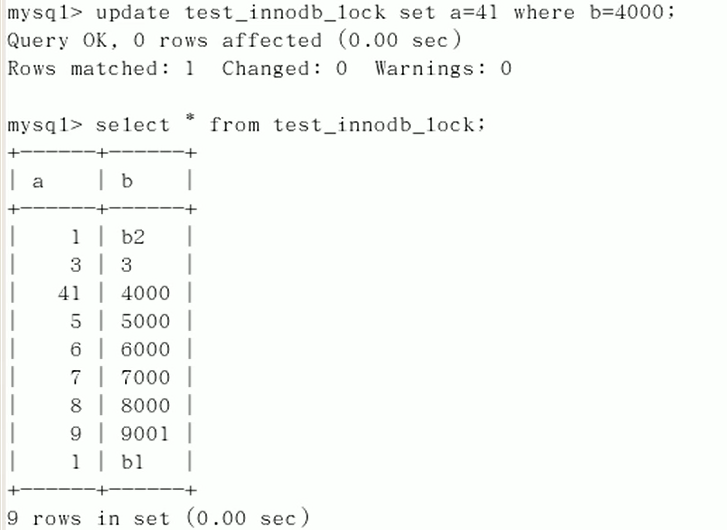 mysql> update test_innodb_lock set a=41 where b=4000;
Query OK, 0 rows affected (0.00 sec)
Rows matched: 1  Changed: 0  Warnings: 0

mysql> select * from test_innodb_lock;
+------+------+
| a    | b    |
+------+------+
|    1 | b2   |
|    3 | 3    |
|   41 | 4000 |
|    5 | 5000 |
|    6 | 6000 |
|    7 | 7000 |
|    8 | 8000 |
|    9 | 9001 |
|    1 | b1   |
+------+------+
9 rows in set (0.00 sec)